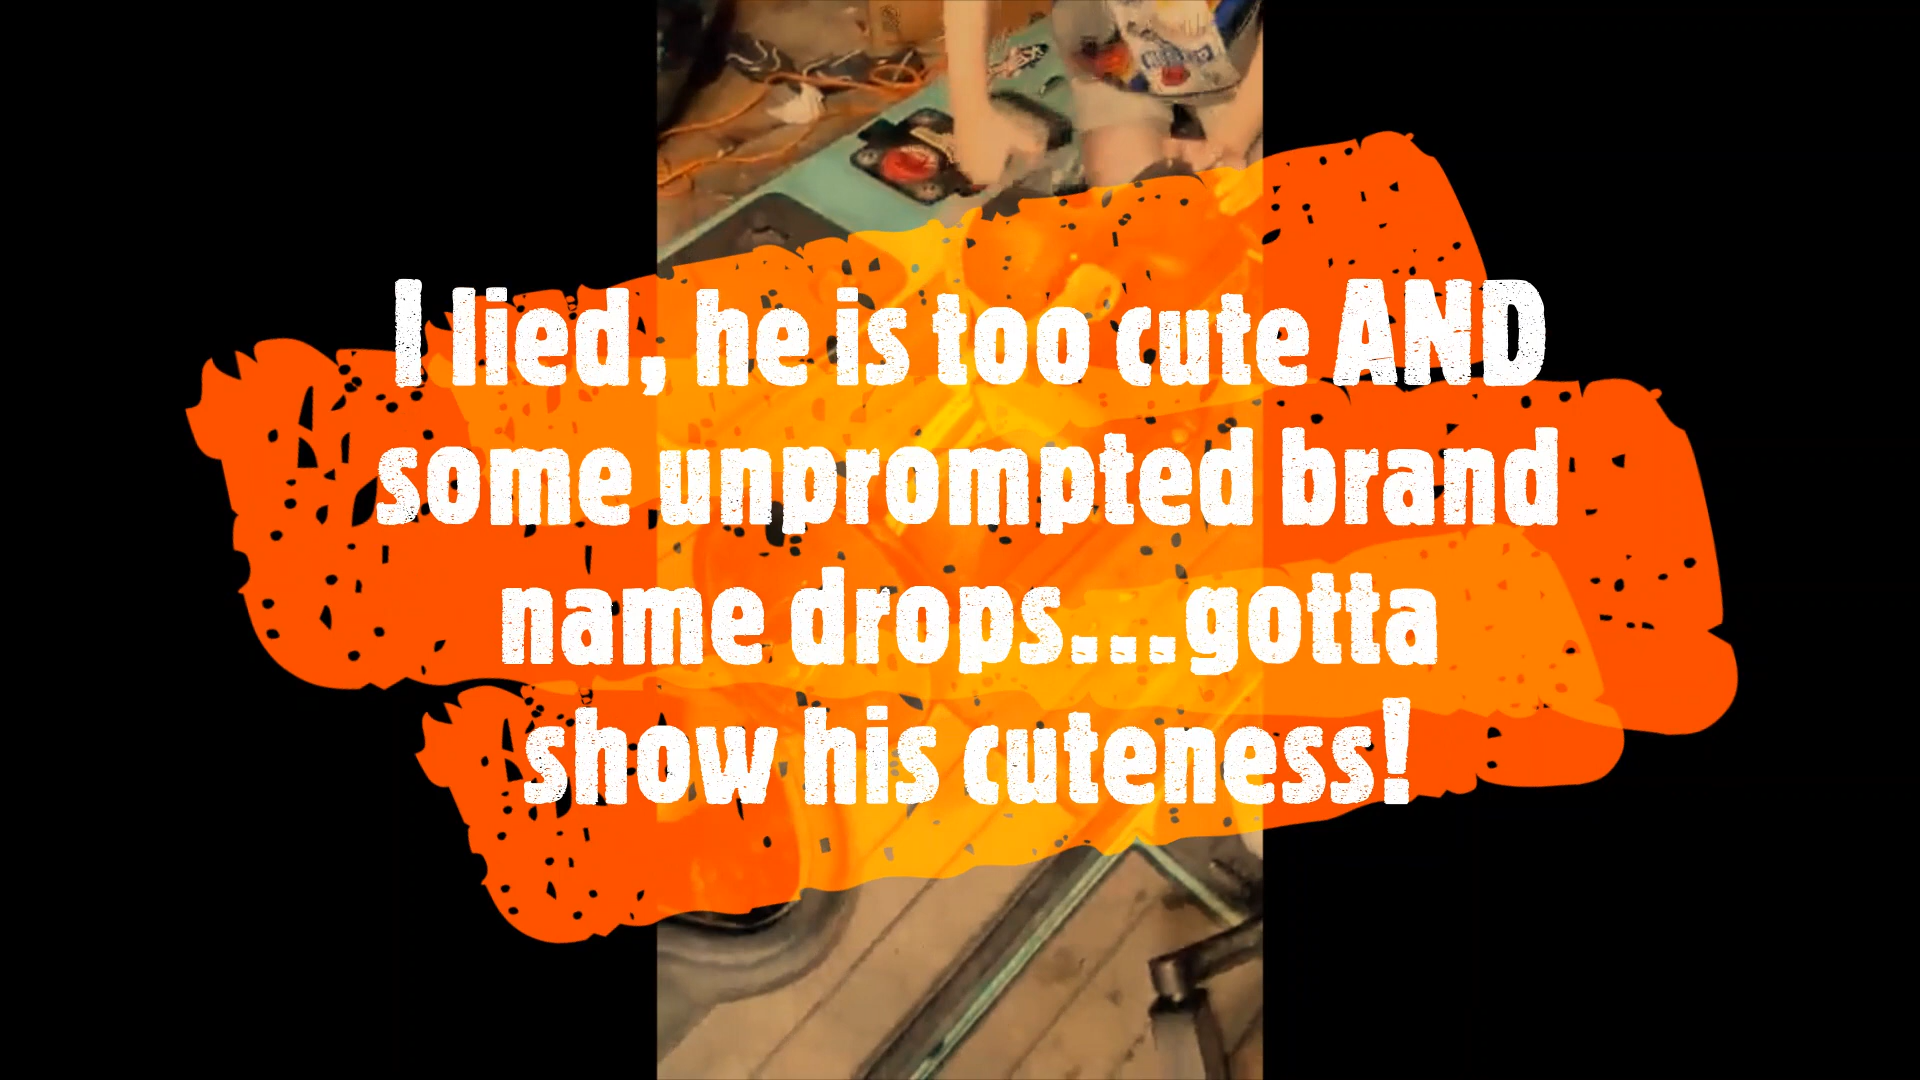 I lied, he is too cute AND
some unprompted brand
name drops...gotta
show his cuteness!